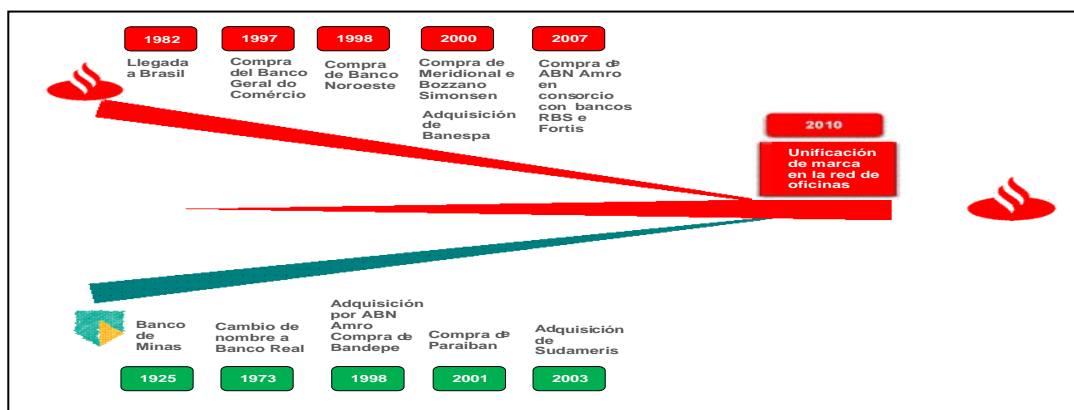 1982
Llegada
a Brasil
1997
Compra
del Banco
Geral do
Comércio
1998
Compra
de Banco
Noroeste
2000
Compra de
Meridional e
Bozzano
Simonsen
Adquisición
de
Banespa
2007
Compra de
ABN Amro
en
consorcio
con bancos
RBS e
Fortis
2010
Unificación
de marca
en la red de
oficinas
Banco
de
Minas
1925
Cambio de
nombre a
Banco Real
1973
Adquisición
por ABN
Amro
Compra de
Bandepe
1998
Compra de
Paraiban
2001
Adquisición
de
Sudameris
2003